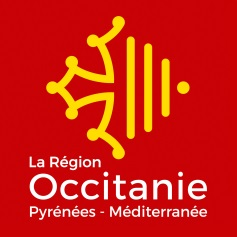 La Région
Occitanie
Pyrénées - Méditerranée